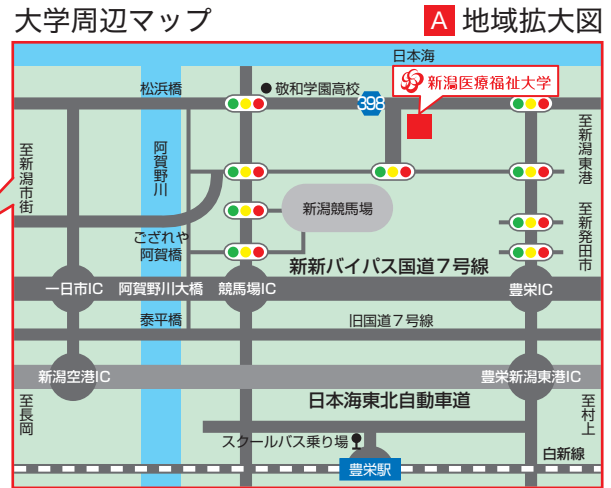 大学周辺マップ
A 地域拡大図
日本海
松浜橋
敬和学園高校
398
新潟医療福祉大学
至新潟市街
阿賀野川
至新潟東港
新潟競馬場
至新発田市
ござれや
阿賀橋
新新バイパス国道7号線
一日市IC
阿賀野川大橋
競馬場IC
豊栄IC
泰平橋
旧国道7号線
新潟空港IC
豊栄新潟東港IC
至長岡
日本海東北自動車道
至村上
スクールバス乗り場
白新線
豊栄駅